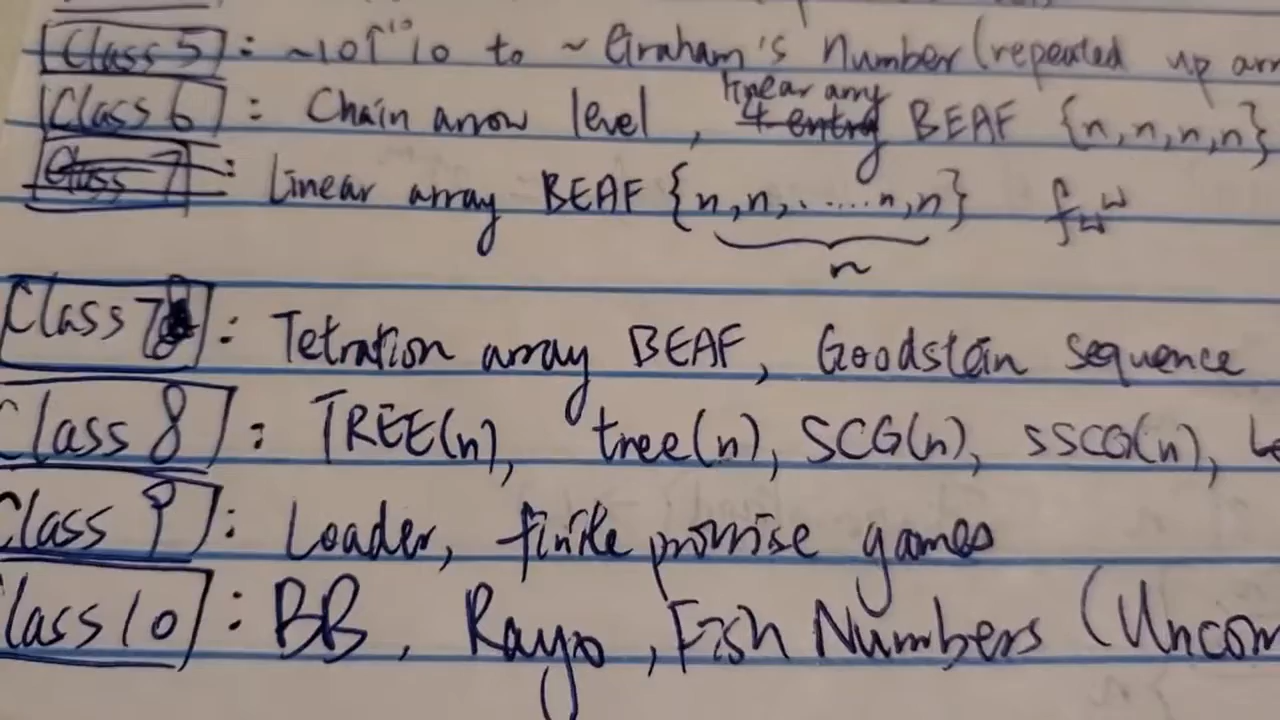 Class 5: ~10↑¹⁰10 to ~ Graham's Number (repeated up arr
linear array
Class 6: Chain arrow level, 4 entry BEAF {n,n,n,n}
Class 7: Linear array BEAF {n,n,.....n,n} f_ω^ω
n
Class 7: Tetration array BEAF, Goodstein sequence
Class 8: TREE(n), tree(n), SCG(n), SSCG(n),
Class 9: Loader, finite promise games
Class 10: BB, Rayo, Fish Numbers (Uncom